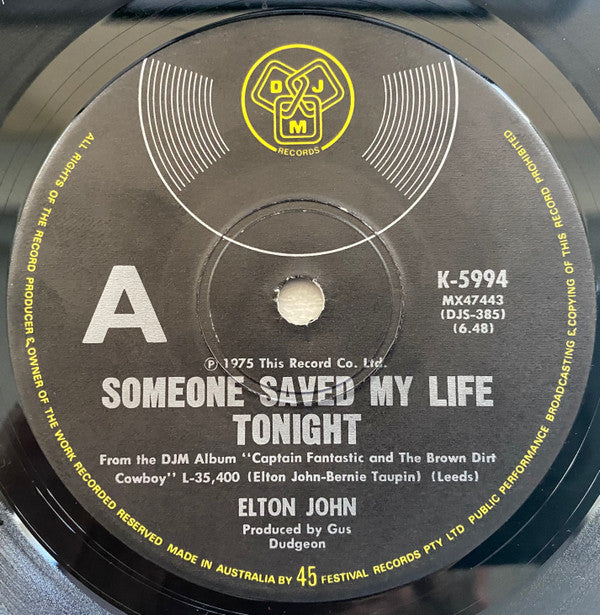 D J
M
RECORDS
A
K-5994
MX47443
(DJS-385)
(6.48)
Ⓟ 1975 This Record Co. Ltd.
SOMEONE SAVED MY LIFE
TONIGHT
From the DJM Album "Captain Fantastic and The Brown Dirt
Cowboy" L-35,400 (Elton John-Bernie Taupin) (Leeds)
ELTON JOHN
Produced by Gus
Dudgeon
ALL RIGHTS OF THE RECORD PRODUCER & OWNER OF THE WORK RECORDED RESERVED MADE IN AUSTRALIA BY 45 FESTIVAL RECORDS PTY LTD PUBLIC PERFORMANCE BROADCASTING & COPYING OF THIS RECORD PROHIBITED